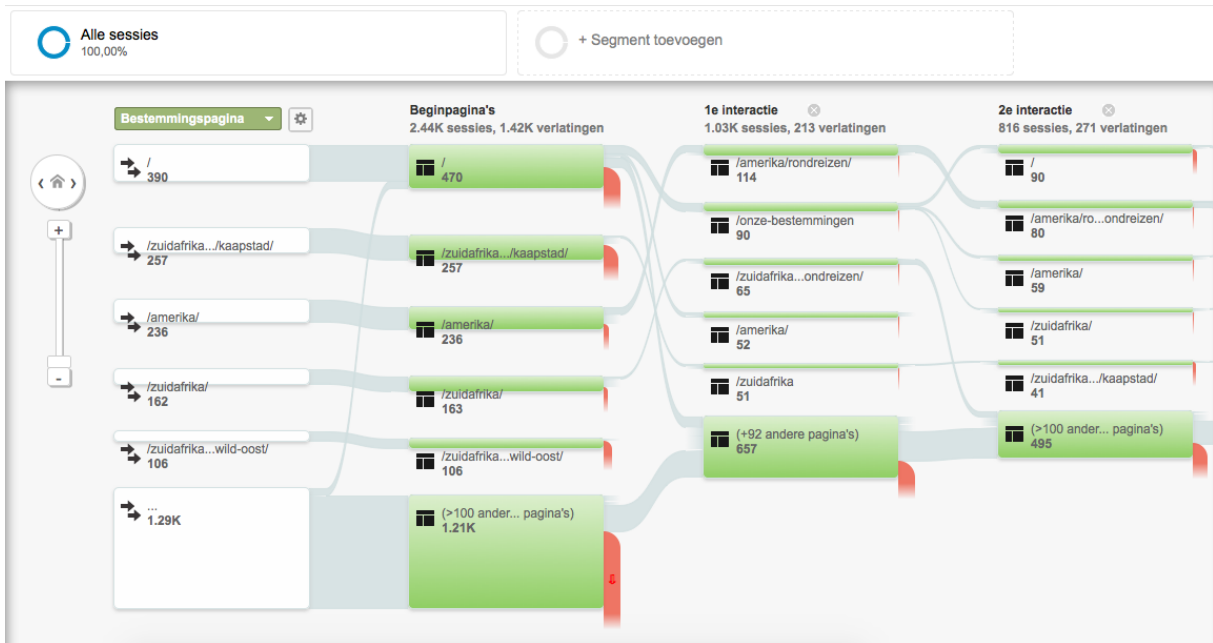 Alle sessies
100,00%
+ Segment toevoegen
Bestemmingspagina
Beginpagina's
2.44K sessies, 1.42K verlatingen
1e interactie
1.03K sessies, 213 verlatingen
2e interactie
816 sessies, 271 verlatingen
/
390
/zuidafrika.../kaapstad/
257
/amerika/
236
/zuidafrika/
162
/zuidafrika...wild-oost/
106
...
1.29K
/
470
/zuidafrika.../kaapstad/
257
/amerika/
236
/zuidafrika/
163
/zuidafrika...wild-oost/
106
(>100 ander... pagina's)
1.21K
/amerika/rondreizen/
114
/onze-bestemmingen
90
/zuidafrika...ondreizen/
65
/amerika/
52
/zuidafrika
51
(+92 andere pagina's)
657
/
90
/amerika/ro...ondreizen/
80
/amerika/
59
/zuidafrika/
51
/zuidafrika.../kaapstad/
41
(>100 ander... pagina's)
495
+
-